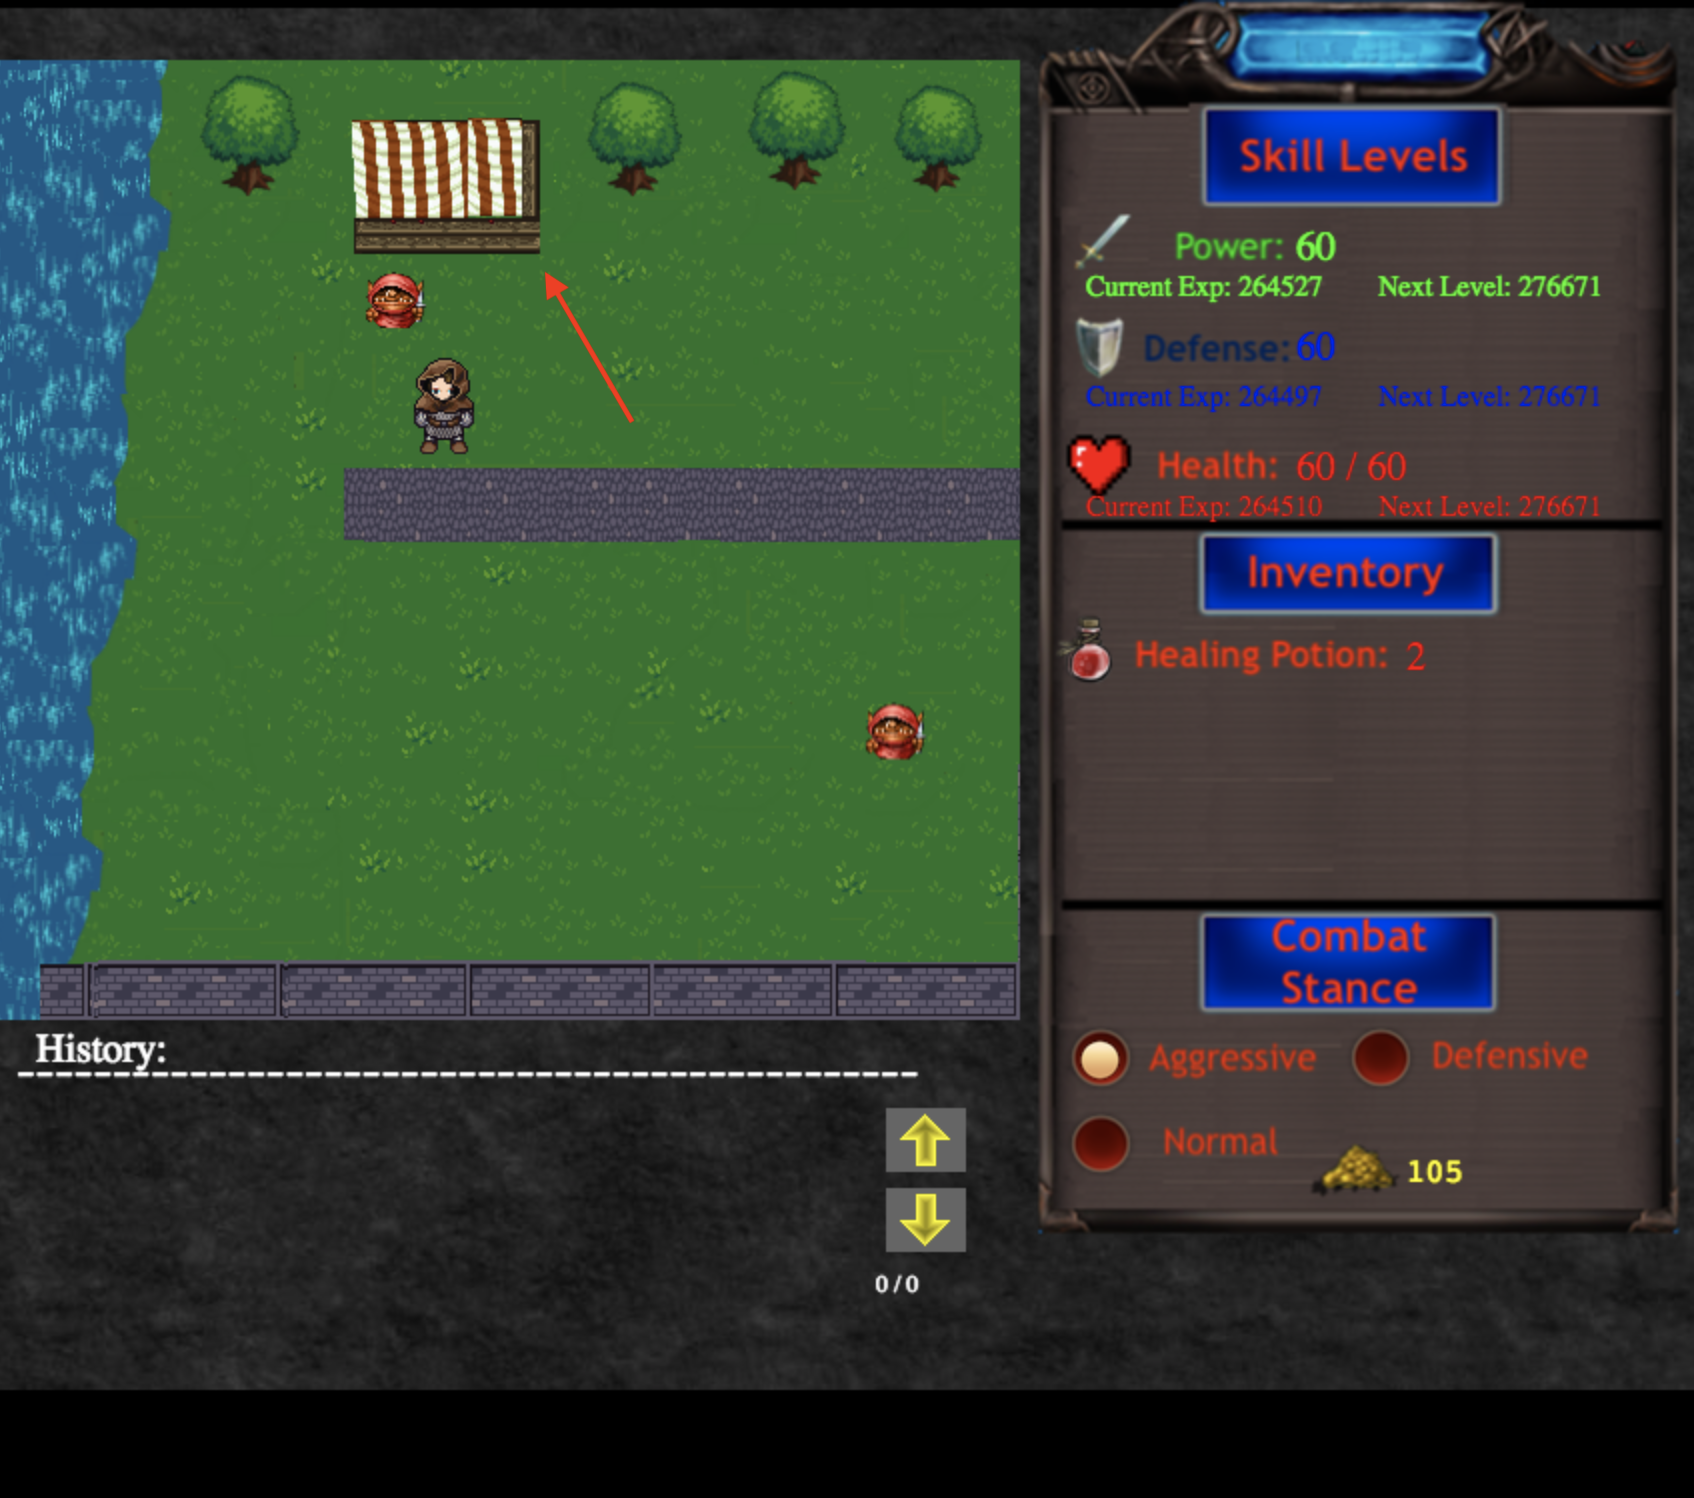 Skill Levels
Power: 60
Current Exp: 264527 Next Level: 276671
Defense: 60
Current Exp: 264497 Next Level: 276671
Health: 60 / 60
Current Exp: 264510 Next Level: 276671
Inventory
Healing Potion: 2
Combat
Stance
Aggressive Defensive
Normal
105
History:
0/0